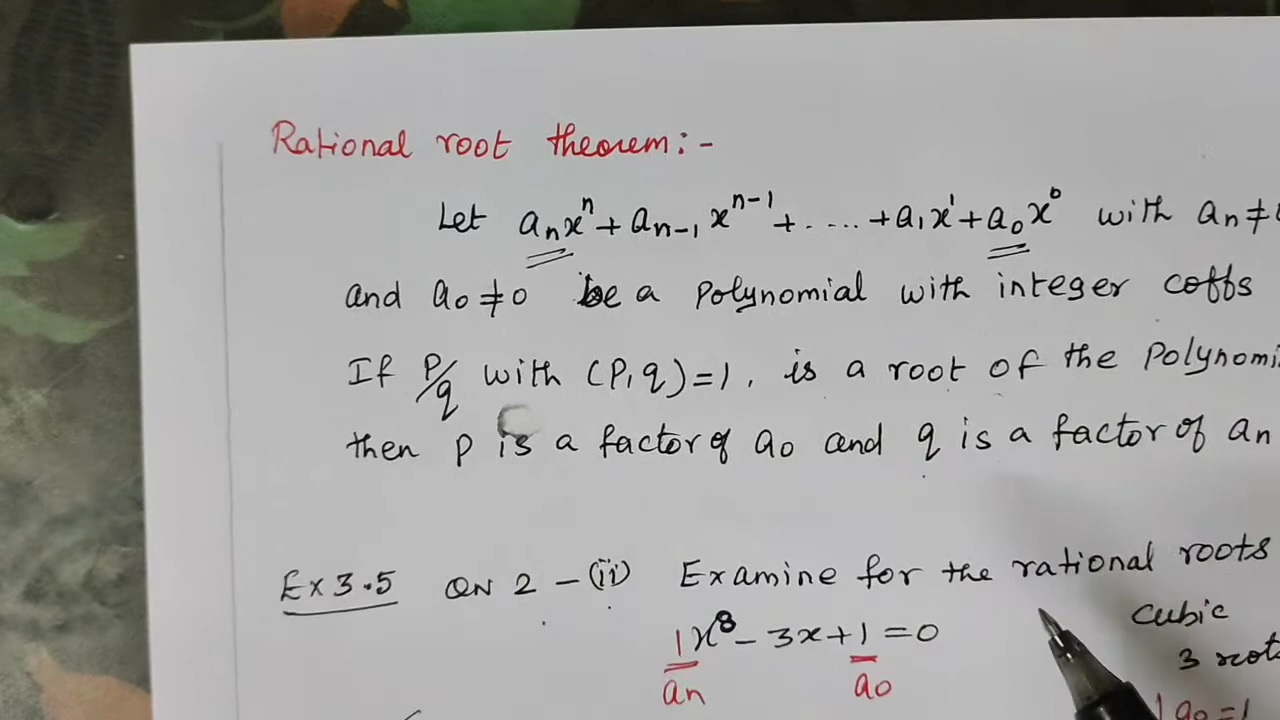 Rational root theorem:-
Let aₙxⁿ + aₙ₋₁xⁿ⁻¹ + ..... + a₁x¹ + a₀x⁰ with aₙ ≠
and a₀ ≠ 0 be a polynomial with integer coffs
If P/q with (P,q)=1, is a root of the Polynomi
then P is a factor of a₀ and q is a factor of aₙ
Ex 3.5 QN 2 - (ii) Examine for the rational roots
1x⁸ - 3x + 1 = 0
cubic
3 root
aₙ a₀
a₀ = 1